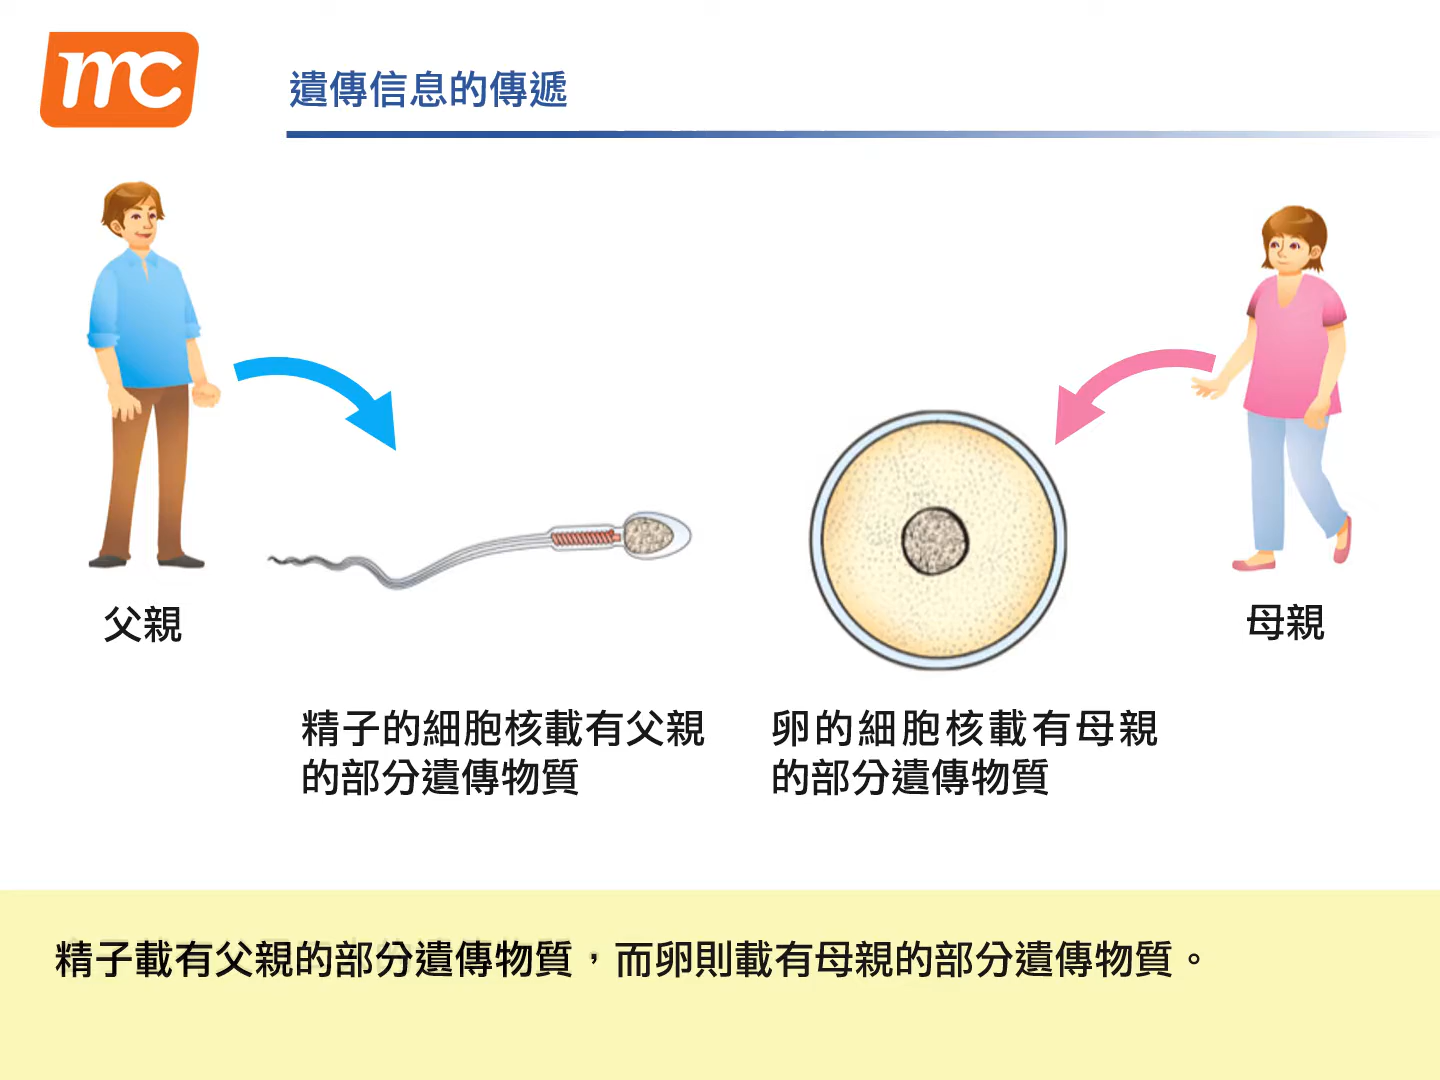 mc
遺傳信息的傳遞
父親
母親
精子的細胞核載有父親
的部分遺傳物質
卵的細胞核載有母親
的部分遺傳物質
精子載有父親的部分遺傳物質，而卵則載有母親的部分遺傳物質。